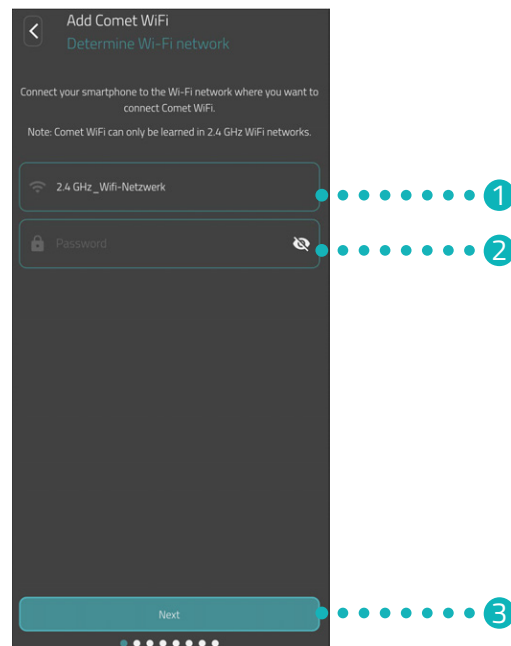 Add Comet WiFi
Determine Wi-Fi network
Connect your smartphone to the Wi-Fi network where you want to
connect Comet WiFi.
Note: Comet WiFi can only be learned in 2.4 GHz WiFi networks.
2.4 GHz_Wifi-Netzwerk
1
Password
2
Next
3